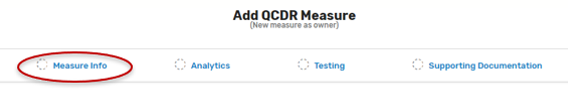 Add QCDR Measure
(New measure as owner)
Measure Info Analytics Testing Supporting Documentation